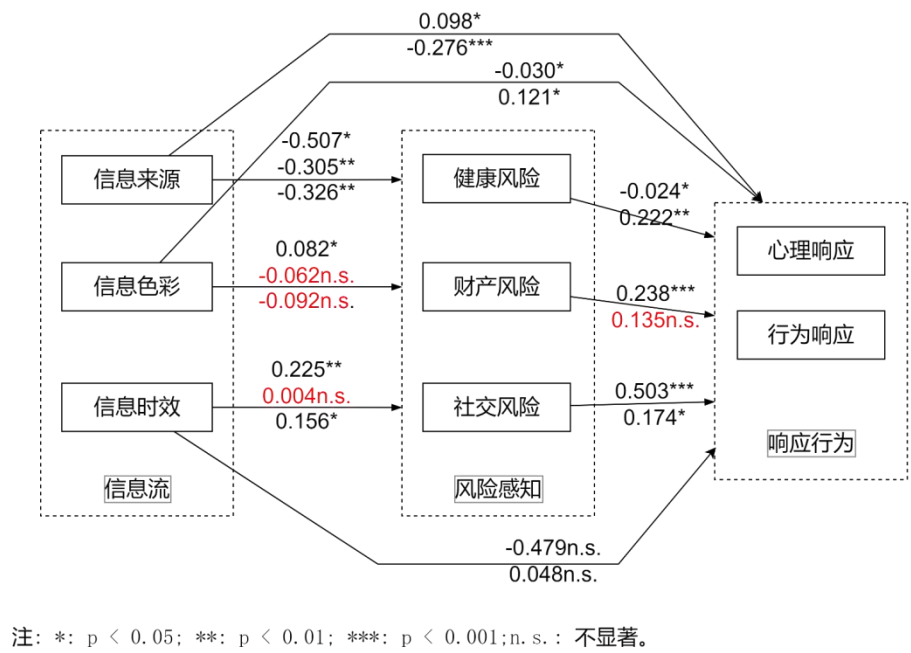 0.098*
-0.276***
-0.030*
0.121*
-0.507*
-0.305**
-0.326**
信息来源
健康风险
-0.024*
0.222**
心理响应
0.082*
-0.062n.s.
-0.092n.s.
信息色彩
财产风险
0.238***
0.135n.s.
行为响应
0.225**
0.004n.s.
0.156*
信息时效
社交风险
0.503***
0.174*
响应行为
信息流
风险感知
-0.479n.s.
0.048n.s.
注: *: p < 0.05; **: p < 0.01; ***: p < 0.001;n.s.: 不显著。